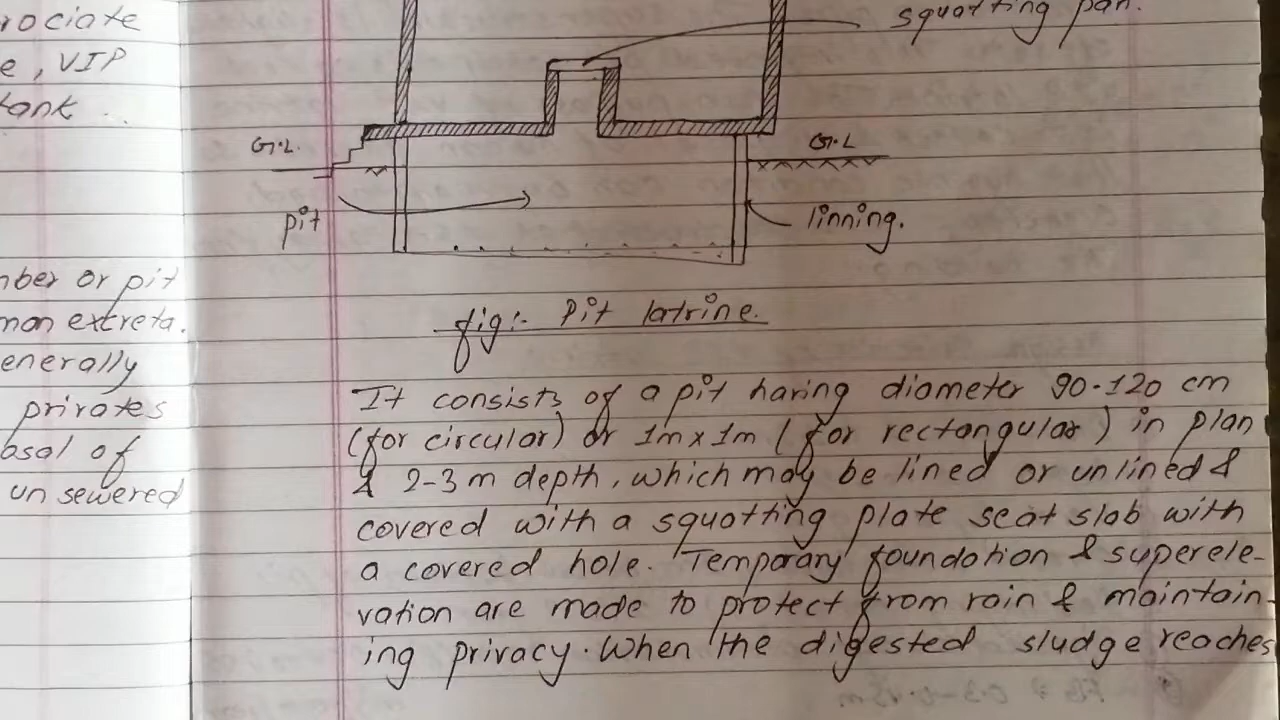 rociate
e, VIP
tank
nber or pit
man excreta.
enerally
privates
osal of
unsewered
squatting pan.
G.L.
G.L
pit
linning.
fig:- Pit latrine.
It consists of a pit having diameter 90-120 cm
(for circular) or 1m x 1m (for rectangular) in plan
& 2-3 m depth, which may be lined or unlined &
covered with a squatting plate seat slab with
a covered hole. Temporary foundation & superele-
vation are made to protect from rain & maintain-
ing privacy. When the digested sludge reaches